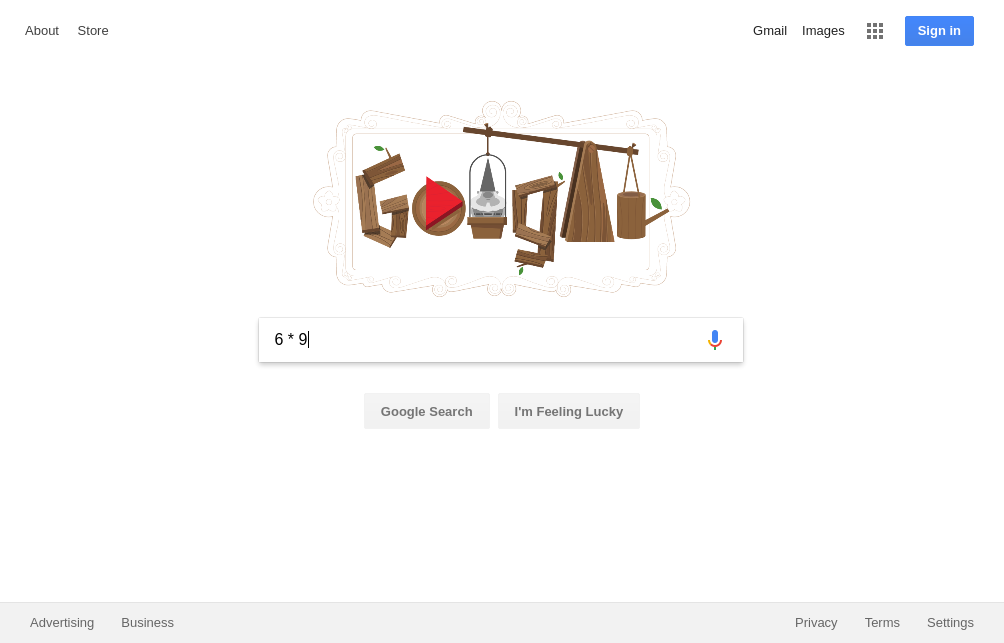 About Store Gmail Images Sign in
6 * 9
Google Search I'm Feeling Lucky
Advertising Business Privacy Terms Settings